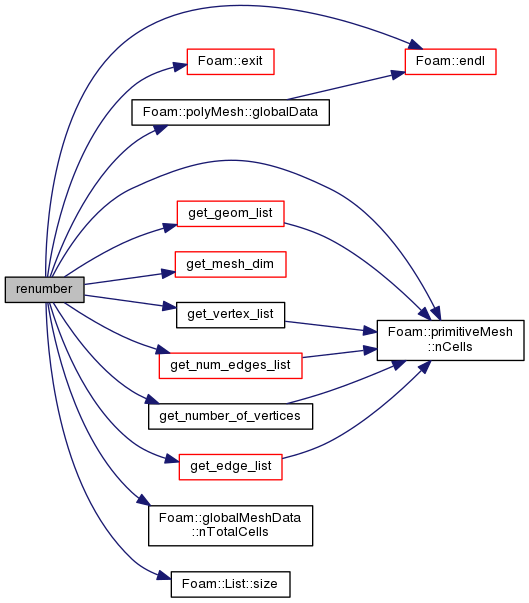 Foam::exit
Foam::endl
Foam::polyMesh::globalData
get_geom_list
get_mesh_dim
renumber
get_vertex_list
Foam::primitiveMesh
::nCells
get_num_edges_list
get_number_of_vertices
get_edge_list
Foam::globalMeshData
::nTotalCells
Foam::List::size